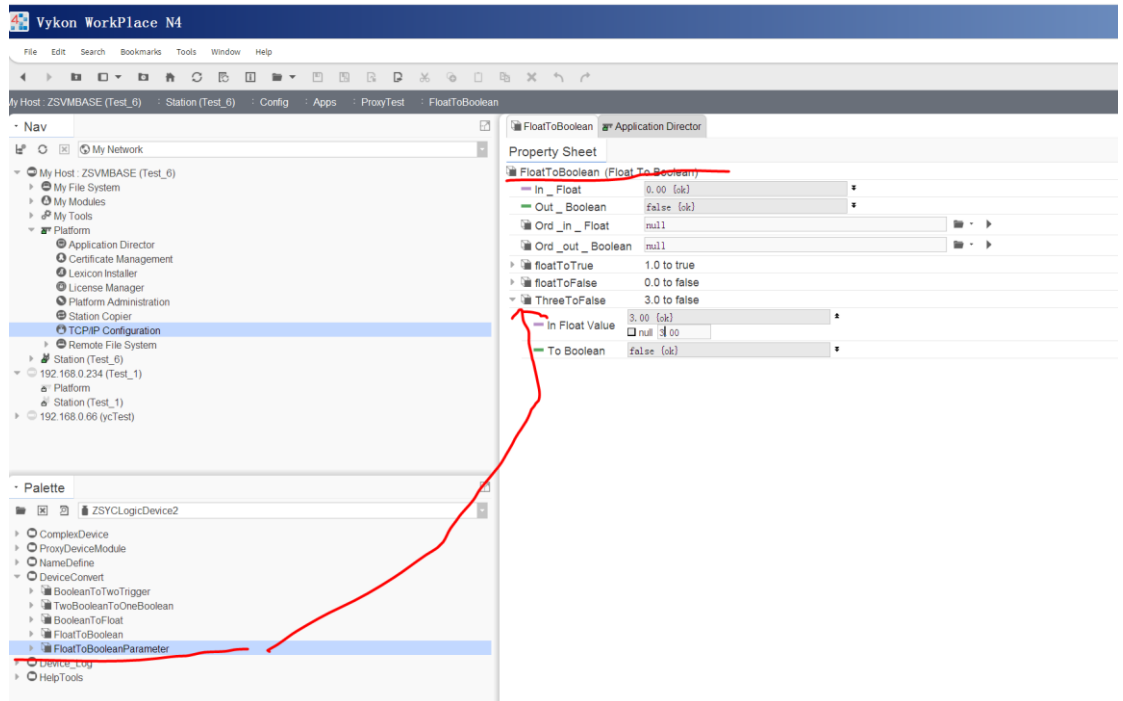 Vykon WorkPlace N4
File Edit Search Bookmarks Tools Window Help
My Host : ZSVMBASE (Test_6) : Station (Test_6) : Config : Apps : ProxyTest : FloatToBoolean
Nav
My Network
My Host : ZSVMBASE (Test_6)
My File System
My Modules
My Tools
Platform
Application Director
Certificate Management
Lexicon Installer
License Manager
Platform Administration
Station Copier
TCP/IP Configuration
Remote File System
Station (Test_6)
192.168.0.234 (Test_1)
Platform
Station (Test_1)
192.168.0.66 (ycTest)
Palette
ZSYCLogicDevice2
ComplexDevice
ProxyDeviceModule
NameDefine
DeviceConvert
BooleanToTwoTrigger
TwoBooleanToOneBoolean
BooleanToFloat
FloatToBoolean
FloatToBooleanParameter
Device_Log
HelpTools
FloatToBoolean Application Director
Property Sheet
FloatToBoolean (Float To Boolean)
In _ Float 0.00 {ok}
Out _ Boolean false {ok}
Ord _in _ Float null
Ord _out _ Boolean null
floatToTrue 1.0 to true
floatToFalse 0.0 to false
ThreeToFalse 3.0 to false
In Float Value 3.00 {ok}
null 3.00
To Boolean false {ok}